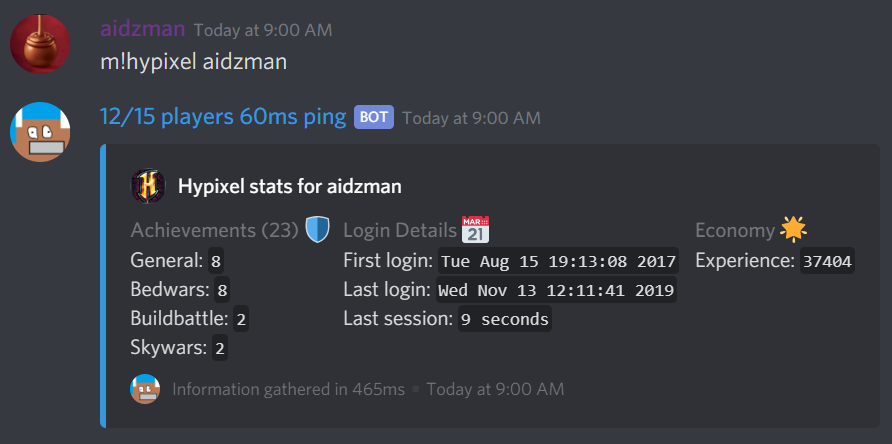 aidzman Today at 9:00 AM
m!hypixel aidzman
12/15 players 60ms ping BOT Today at 9:00 AM
H Hypixel stats for aidzman
Achievements (23) Login Details MAR 21 Economy
General: 8 First login: Tue Aug 15 19:13:08 2017 Experience: 37404
Bedwars: 8 Last login: Wed Nov 13 12:11:41 2019
Buildbattle: 2 Last session: 9 seconds
Skywars: 2
Information gathered in 465ms • Today at 9:00 AM